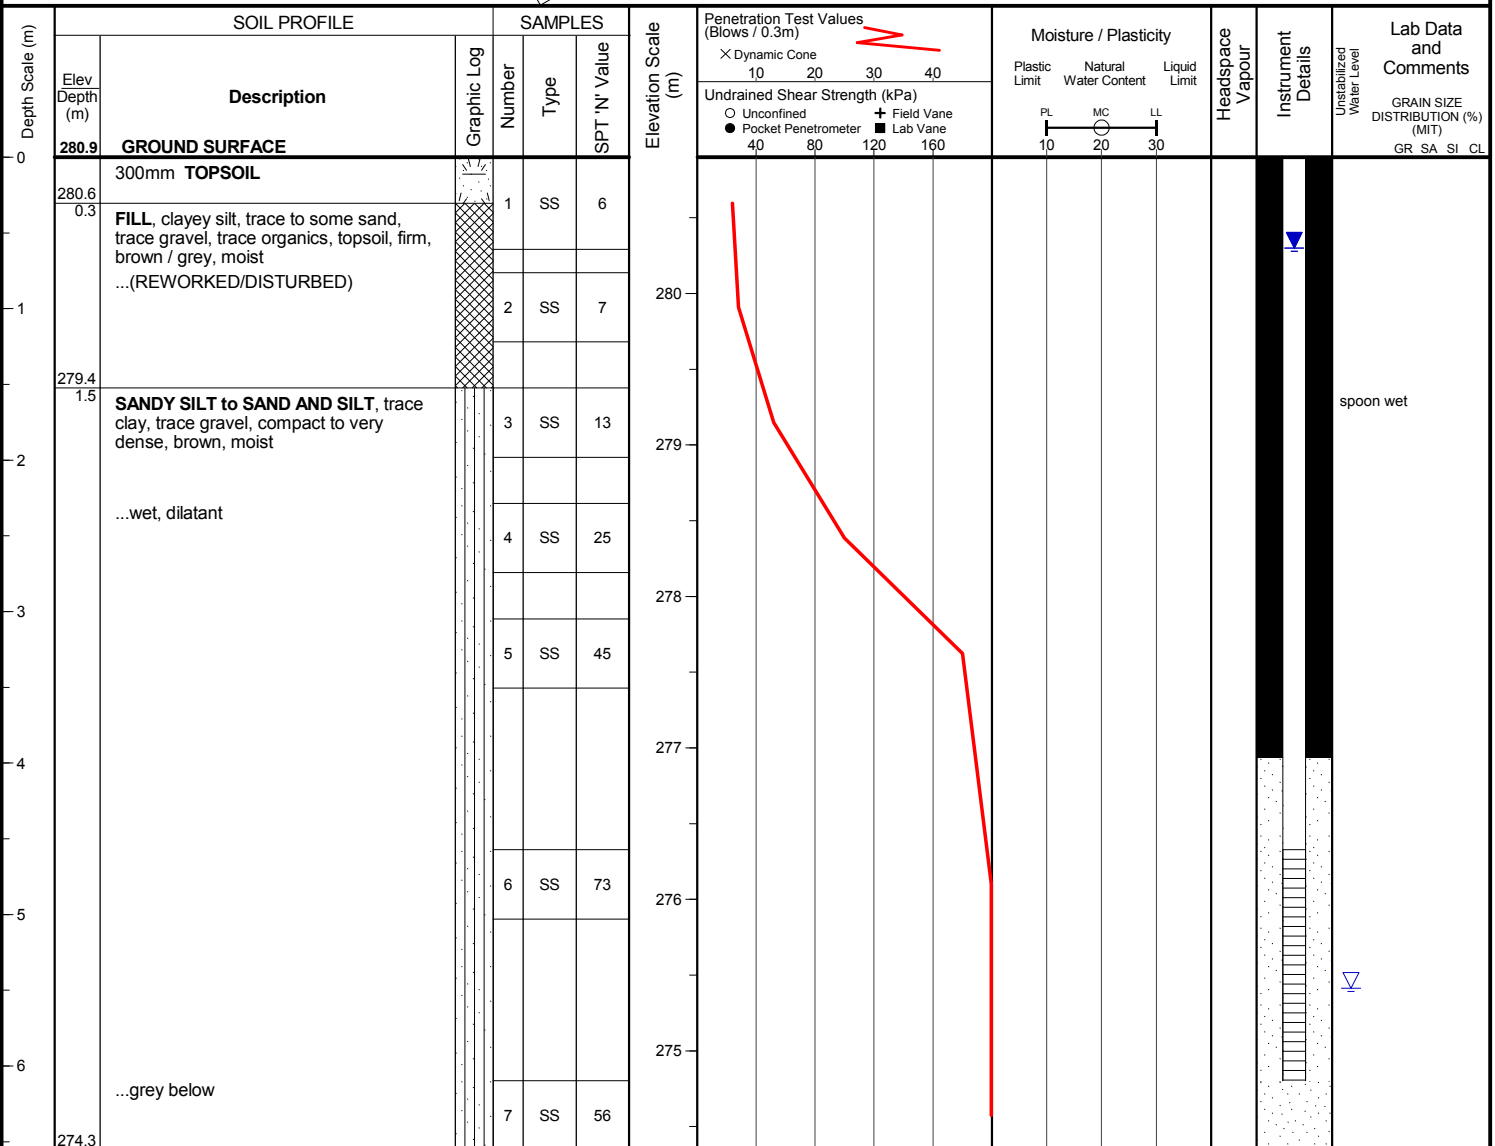 SOIL PROFILE
SAMPLES
Depth Scale (m)
Elev
Depth
(m)
Description
Graphic Log
Number
Type
SPT 'N' Value
Elevation Scale
(m)
Penetration Test Values
(Blows / 0.3m)
Dynamic Cone
10 20 30 40
Undrained Shear Strength (kPa)
Unconfined
Field Vane
Pocket Penetrometer
Lab Vane
40 80 120 160
Moisture / Plasticity
Plastic
Limit
Natural
Water Content
Liquid
Limit
PL MC LL
10 20 30
Headspace
Vapour
Instrument
Details
Unstabilized
Water Level
Lab Data
and
Comments
GRAIN SIZE
DISTRIBUTION (%)
(MIT)
GR SA SI CL
280.9 GROUND SURFACE
0
300mm TOPSOIL
280.6
0.3
FILL, clayey silt, trace to some sand,
trace gravel, trace organics, topsoil, firm,
brown / grey, moist
...(REWORKED/DISTURBED)
1 SS 6
280
1
2 SS 7
279.4
1.5
SANDY SILT to SAND AND SILT, trace
clay, trace gravel, compact to very
dense, brown, moist
3 SS 13
spoon wet
279
2
...wet, dilatant
4 SS 25
278
3
5 SS 45
277
4
6 SS 73
276
5
275
6
...grey below
7 SS 56
274.3